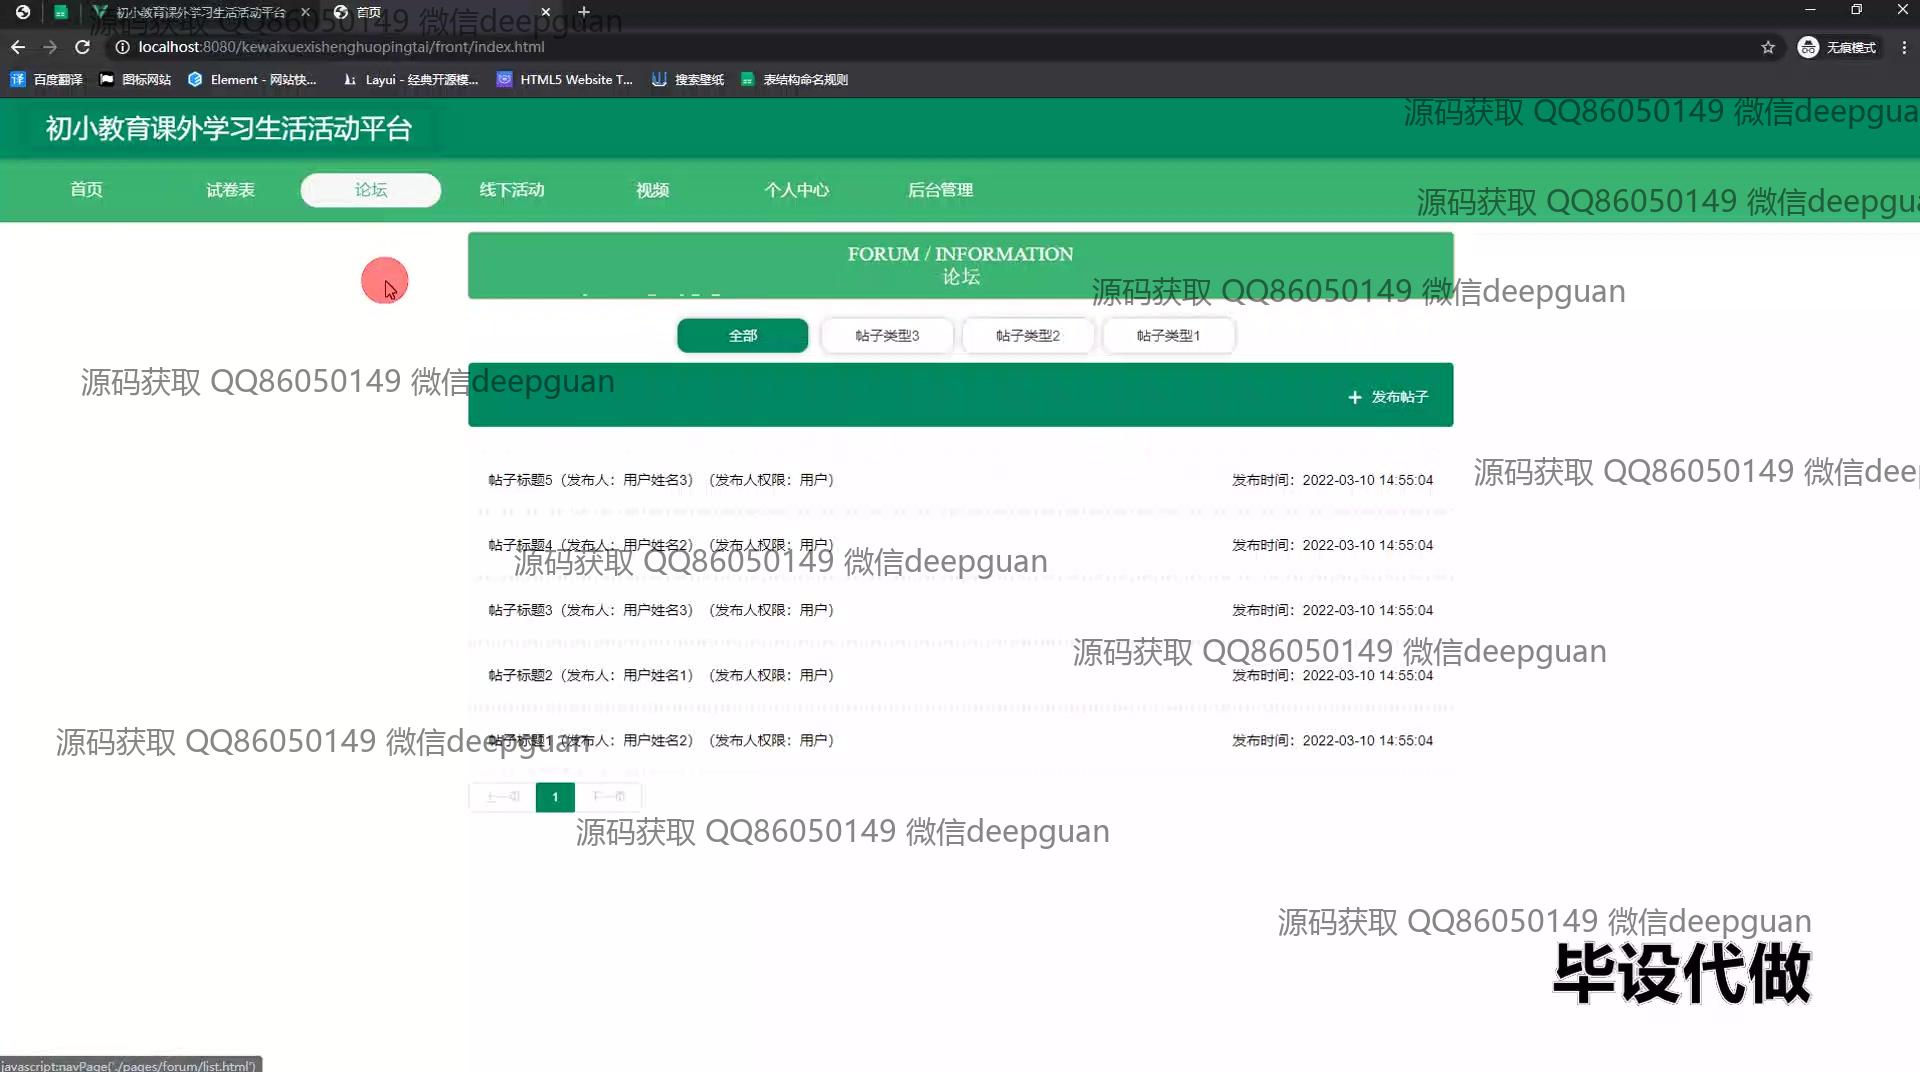 初小教育课外学习生活活动平台
首页
源码获取 QQ86050149 微信deepguan
localhost:8080/kewaixuexishenghuopingtai/front/index.html
无痕模式
百度翻译
图标网站
Element - 网站快...
Layui - 经典开源模...
HTML5 Website T...
搜索壁纸
表结构命名规则
初小教育课外学习生活活动平台
源码获取 QQ86050149 微信deepgua
首页
试卷表
论坛
线下活动
视频
个人中心
后台管理
源码获取 QQ86050149 微信deepgua
FORUM / INFORMATION
论坛
源码获取 QQ86050149 微信deepguan
全部
帖子类型3
帖子类型2
帖子类型1
源码获取 QQ86050149 微信deepguan
+ 发布帖子
源码获取 QQ86050149 微信deep
帖子标题5（发布人：用户姓名3）（发布人权限：用户）
发布时间：2022-03-10 14:55:04
帖子标题4（发布人：用户姓名2）（发布人权限：用户）
发布时间：2022-03-10 14:55:04
源码获取 QQ86050149 微信deepguan
帖子标题3（发布人：用户姓名3）（发布人权限：用户）
发布时间：2022-03-10 14:55:04
源码获取 QQ86050149 微信deepguan
帖子标题2（发布人：用户姓名1）（发布人权限：用户）
发布时间：2022-03-10 14:55:04
源码获取 QQ86050149 微信deepguan
帖子标题1（发布人：用户姓名2）（发布人权限：用户）
发布时间：2022-03-10 14:55:04
上一页
1
下一页
源码获取 QQ86050149 微信deepguan
源码获取 QQ86050149 微信deepguan
毕设代做
javascript:navPage('./pages/forum/list.html')